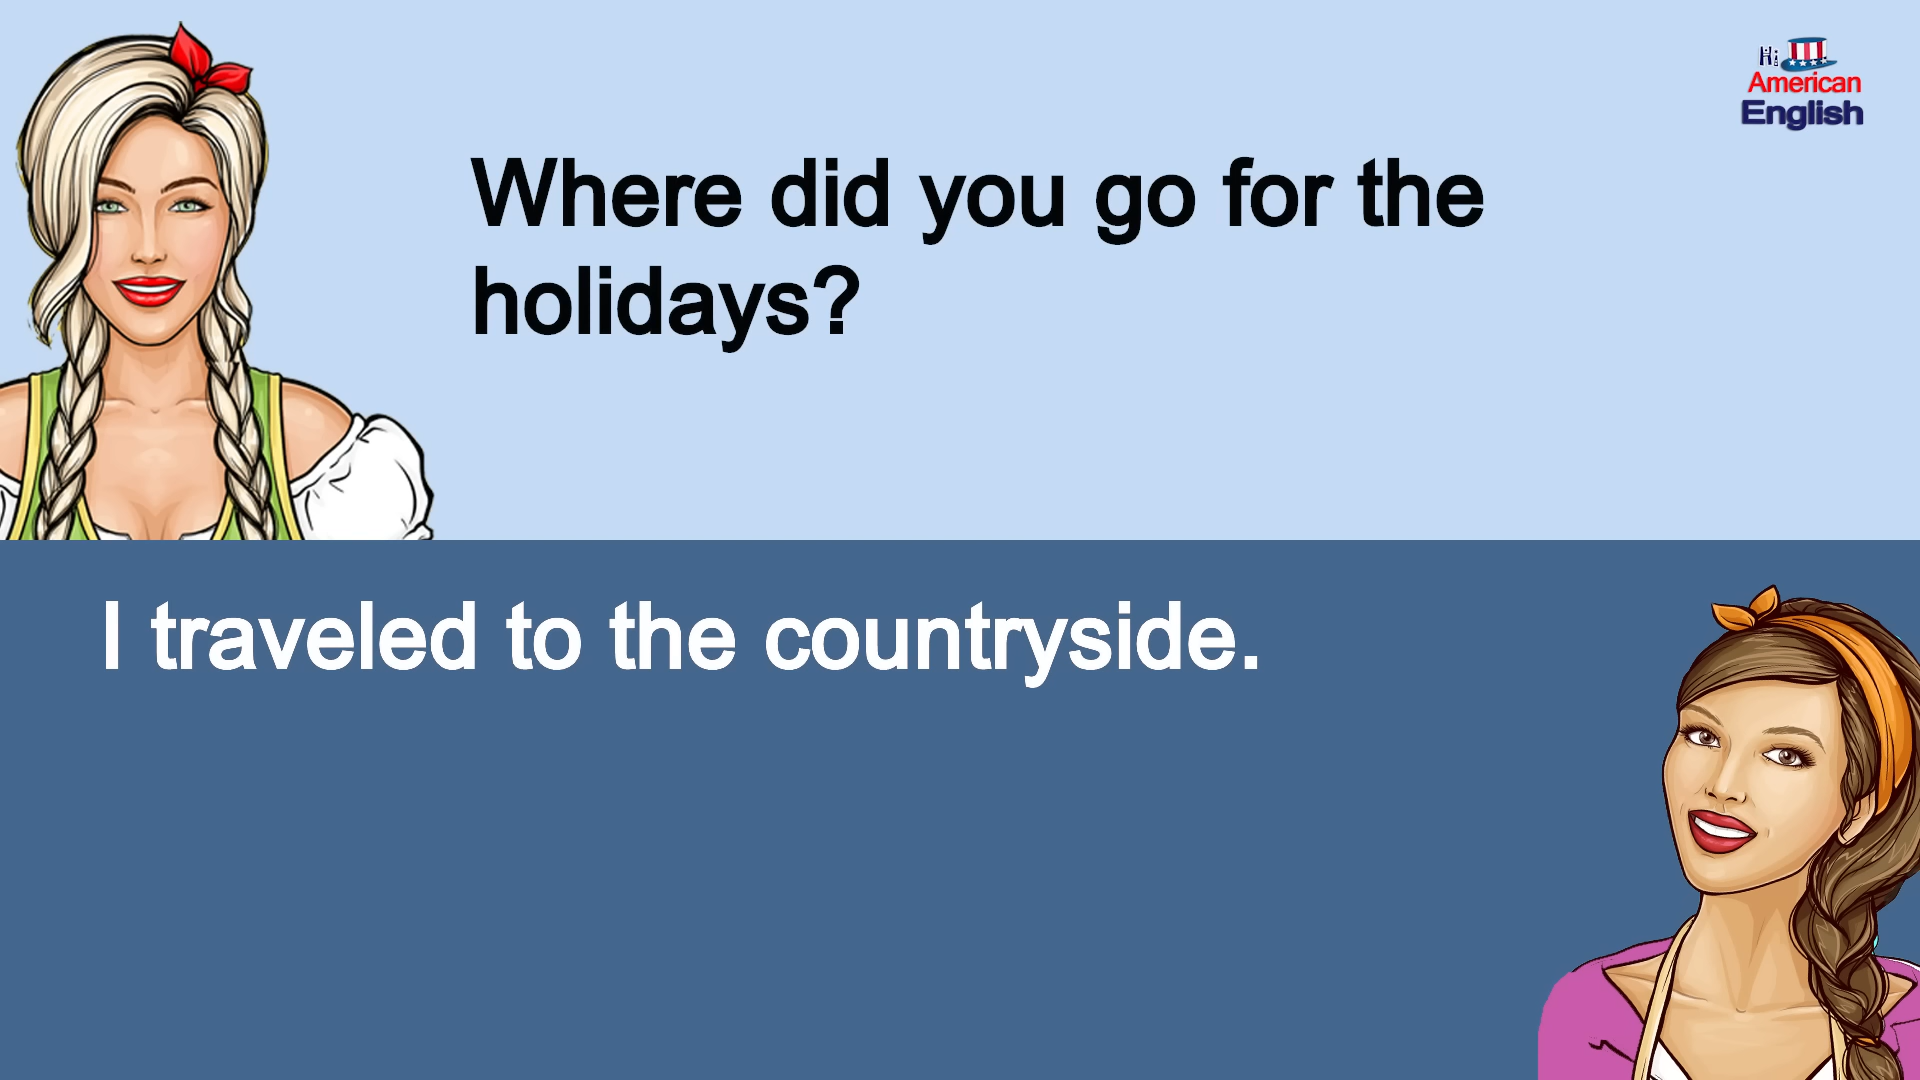 Hi
American
English
Where did you go for the
holidays?
I traveled to the countryside.